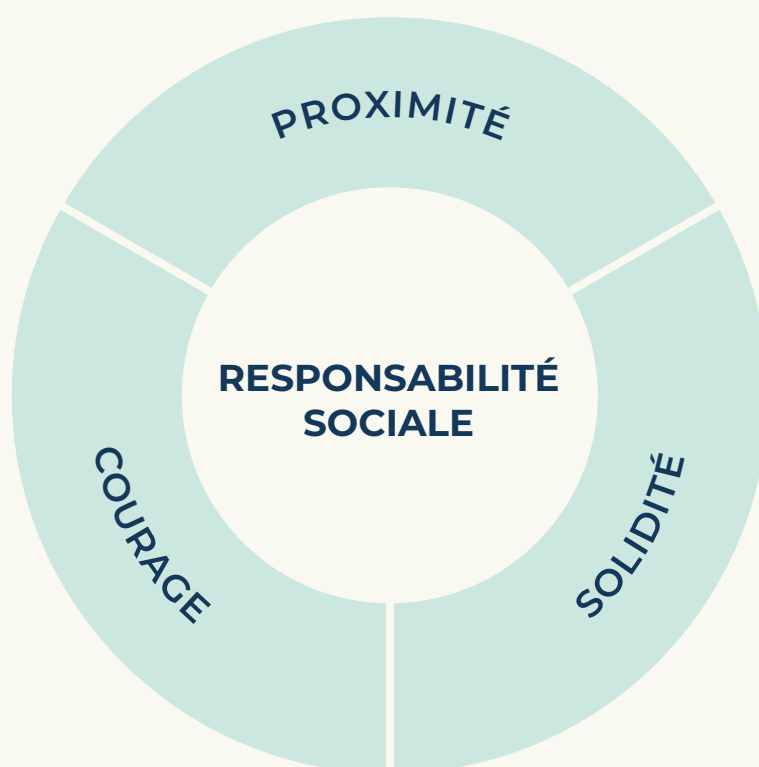 PROXIMITÉ
RESPONSABILITÉ
SOCIALE
COURAGE
SOLIDITÉ